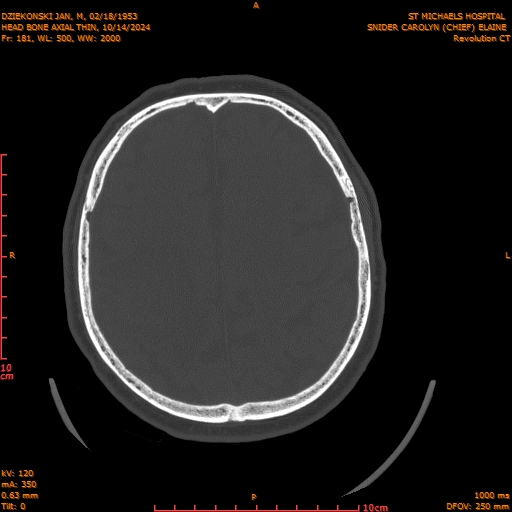 A
DZIEKONSKI JAN, M, 02/18/1953
HEAD BONE AXIAL THIN, 10/14/2024
Fr: 181, WL: 500, WW: 2000
ST MICHAELS HOSPITAL
SNIDER CAROLYN (CHIEF) ELAINE
Revolution CT
R
L
10
cm
kV: 120
mA: 350
0.63 mm
Tilt: 0
P
10cm
1000 ms
DFOV: 250 mm